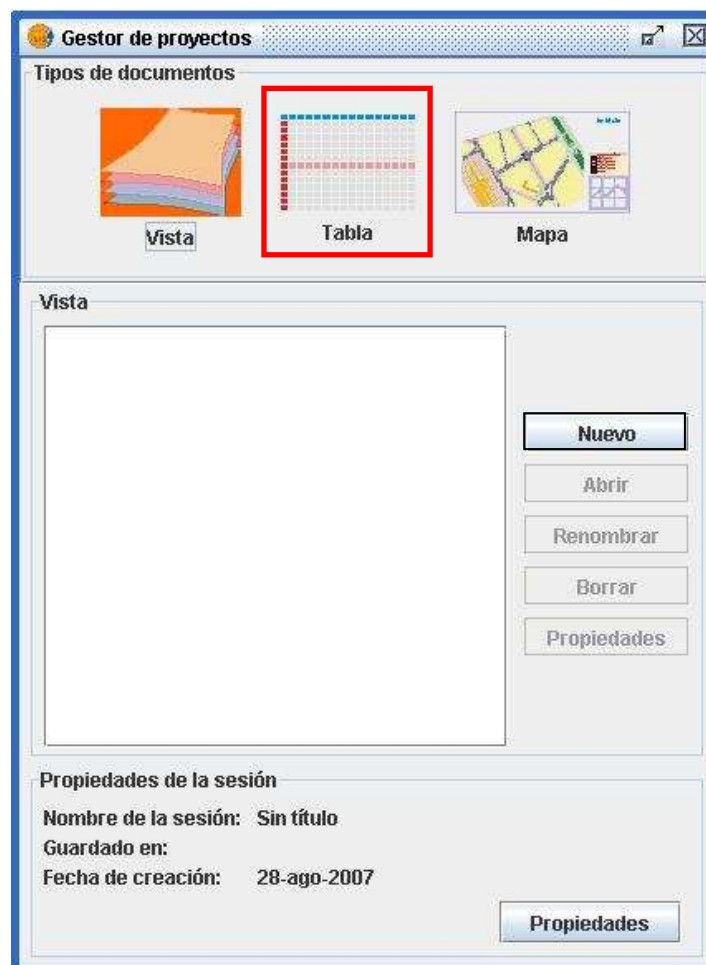 Gestor de proyectos
Tipos de documentos
Vista
Tabla
Mapa
Vista
Nuevo
Abrir
Renombrar
Borrar
Propiedades
Propiedades de la sesión
Nombre de la sesión: Sin título
Guardado en:
Fecha de creación: 28-ago-2007
Propiedades